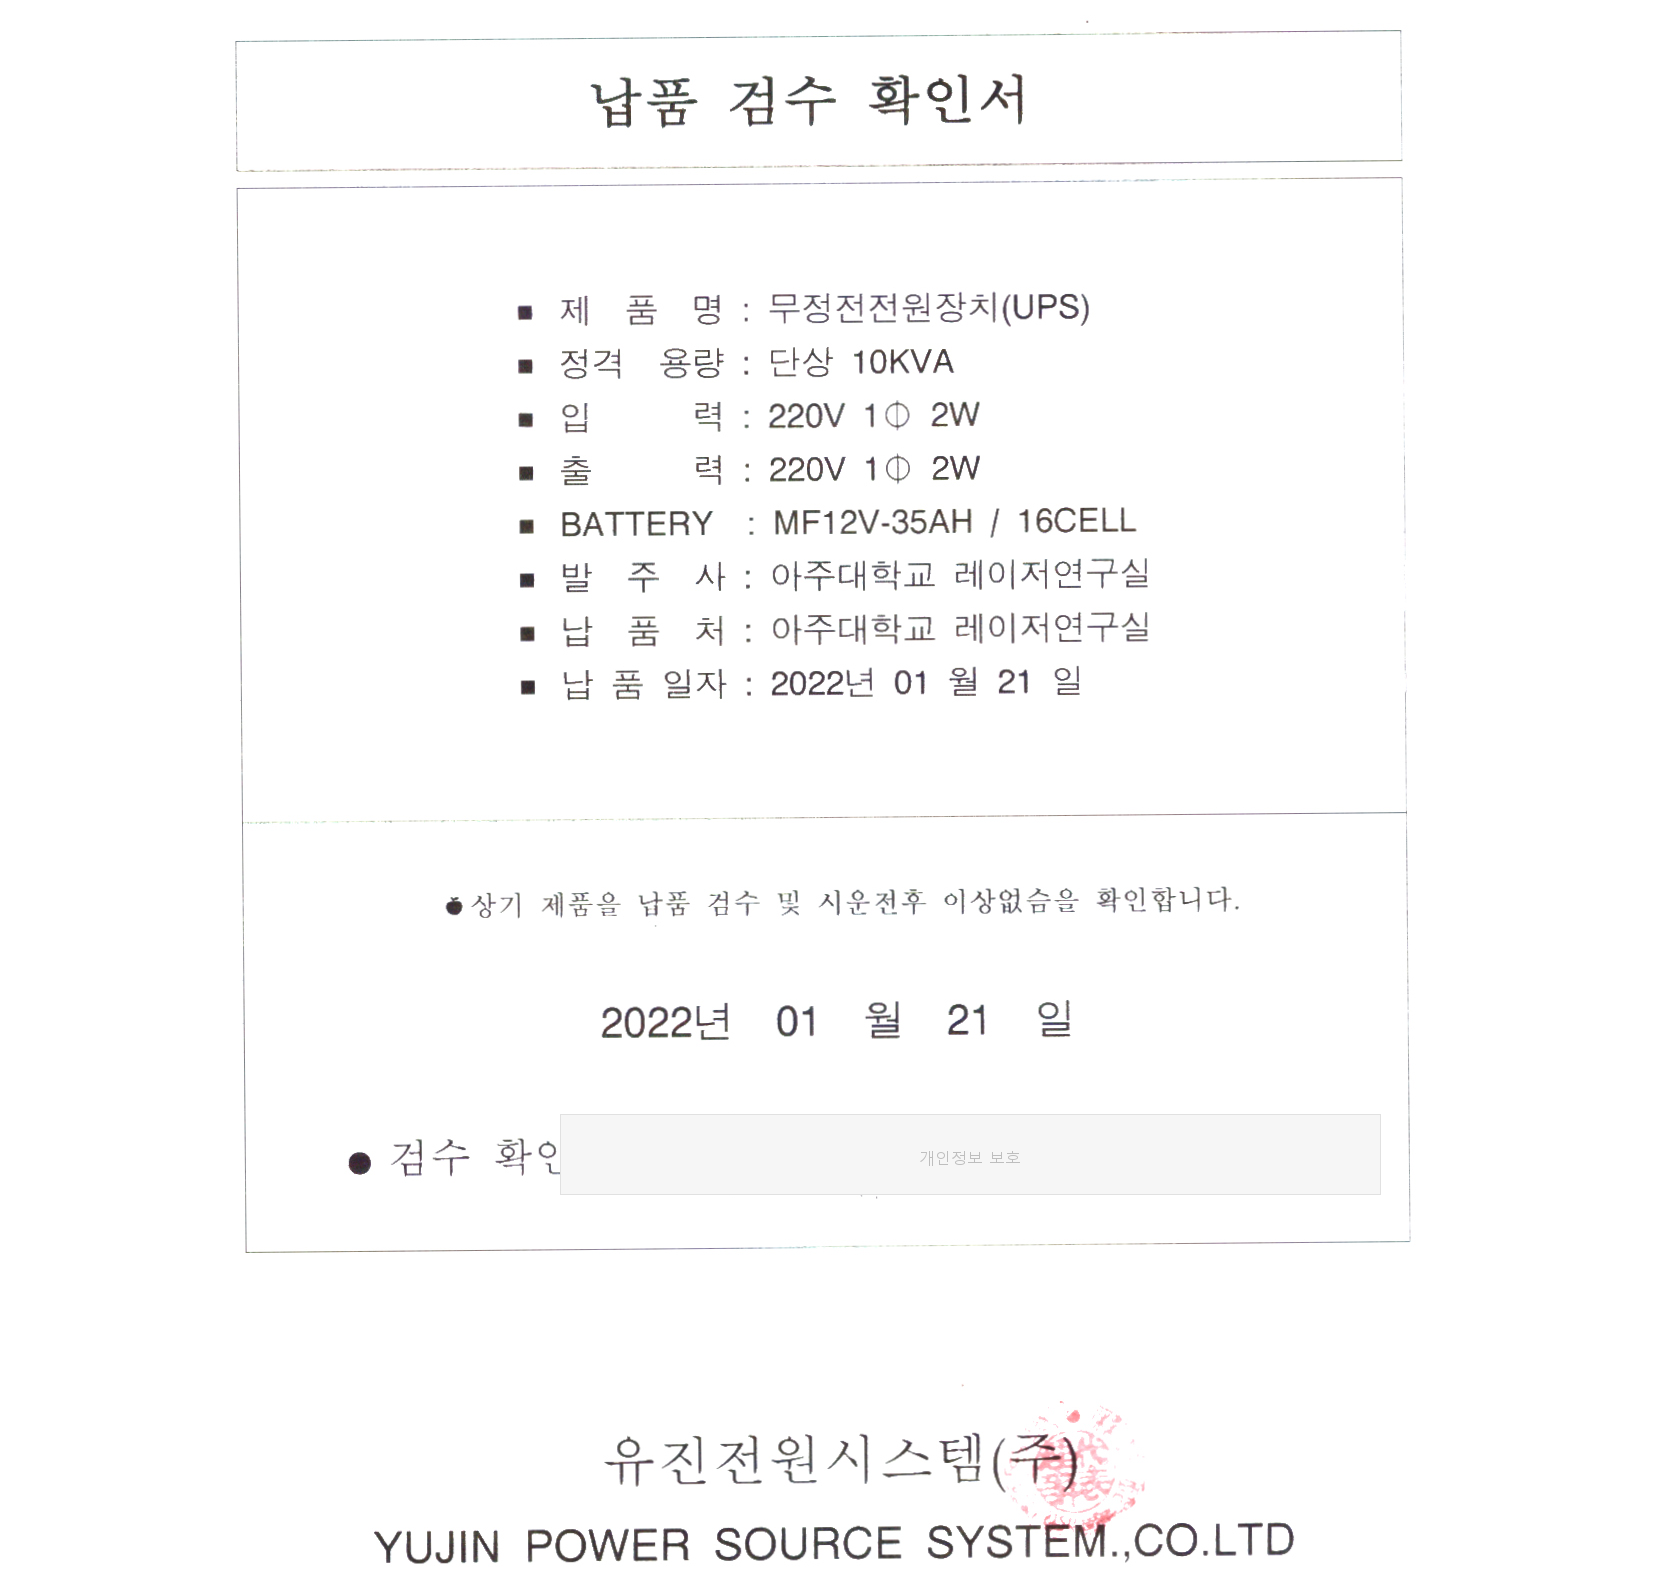 납품 검수 확인서
■ 제 품 명 : 무정전전원장치(UPS)
■ 정격 용량 : 단상 10KVA
■ 입 력 : 220V 1⏀ 2W
■ 출 력 : 220V 1⏀ 2W
■ BATTERY : MF12V-35AH / 16CELL
■ 발 주 사 : 아주대학교 레이저연구실
■ 납 품 처 : 아주대학교 레이저연구실
■ 납 품 일자 : 2022년 01 월 21 일
상기 제품을 납품 검수 및 시운전후 이상없슴을 확인합니다.
2022년 01 월 21 일
● 검수 확인
개인정보 보호
유진전원시스템(주)
YUJIN POWER SOURCE SYSTEM.,CO.LTD